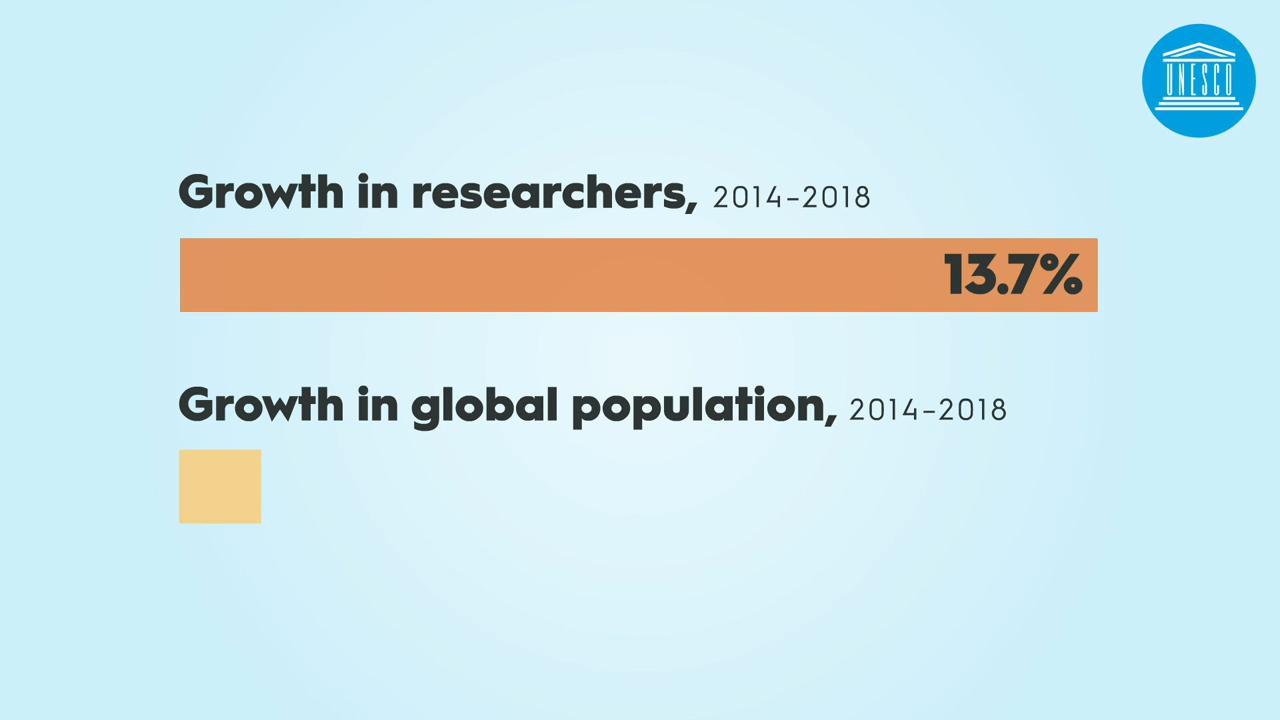 UNESCO
Growth in researchers, 2014-2018
13.7%
Growth in global population, 2014-2018